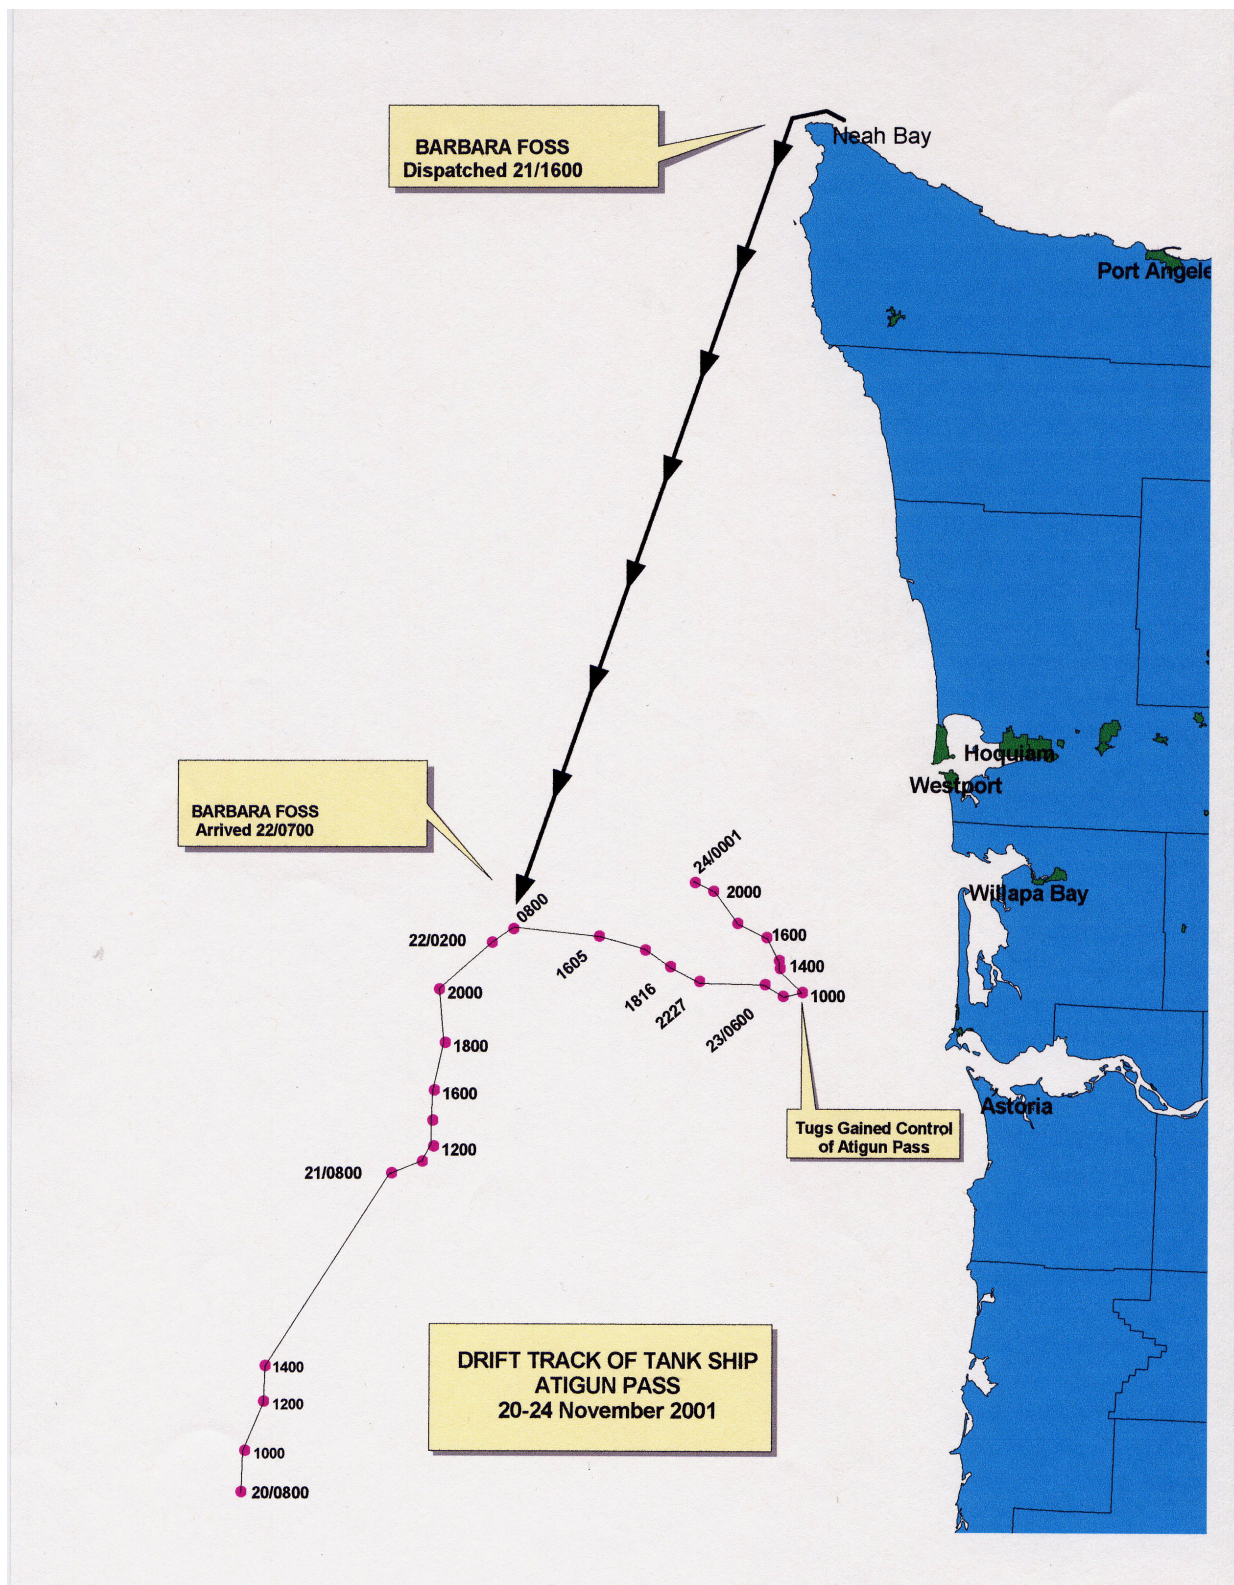 BARBARA FOSS
Dispatched 21/1600
Neah Bay
Port Angele
Hoquiam
Westport
BARBARA FOSS
Arrived 22/0700
24/0001
2000
Willapa Bay
0800
22/0200
1600
1605
1400
1816
2227
23/0600
1000
2000
1800
1600
Astoria
Tugs Gained Control
of Atigun Pass
1200
21/0800
DRIFT TRACK OF TANK SHIP
ATIGUN PASS
20-24 November 2001
1400
1200
1000
20/0800